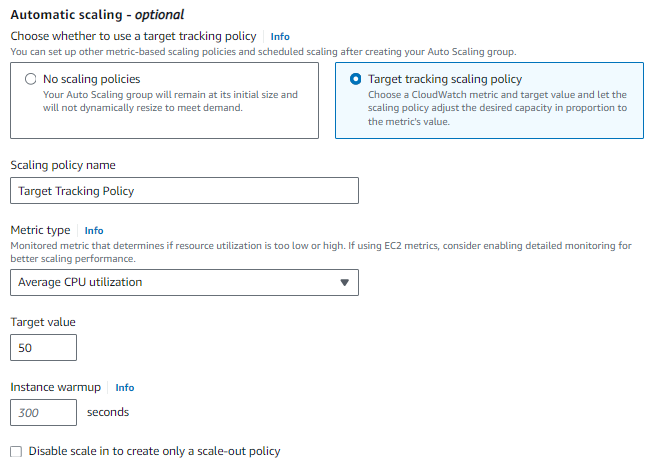 Automatic scaling - optional
Choose whether to use a target tracking policy Info
You can set up other metric-based scaling policies and scheduled scaling after creating your Auto Scaling group.
No scaling policies
Your Auto Scaling group will remain at its initial size and
will not dynamically resize to meet demand.
Target tracking scaling policy
Choose a CloudWatch metric and target value and let the
scaling policy adjust the desired capacity in proportion to
the metric's value.
Scaling policy name
Target Tracking Policy
Metric type Info
Monitored metric that determines if resource utilization is too low or high. If using EC2 metrics, consider enabling detailed monitoring for
better scaling performance.
Average CPU utilization
Target value
50
Instance warmup Info
300 seconds
Disable scale in to create only a scale-out policy